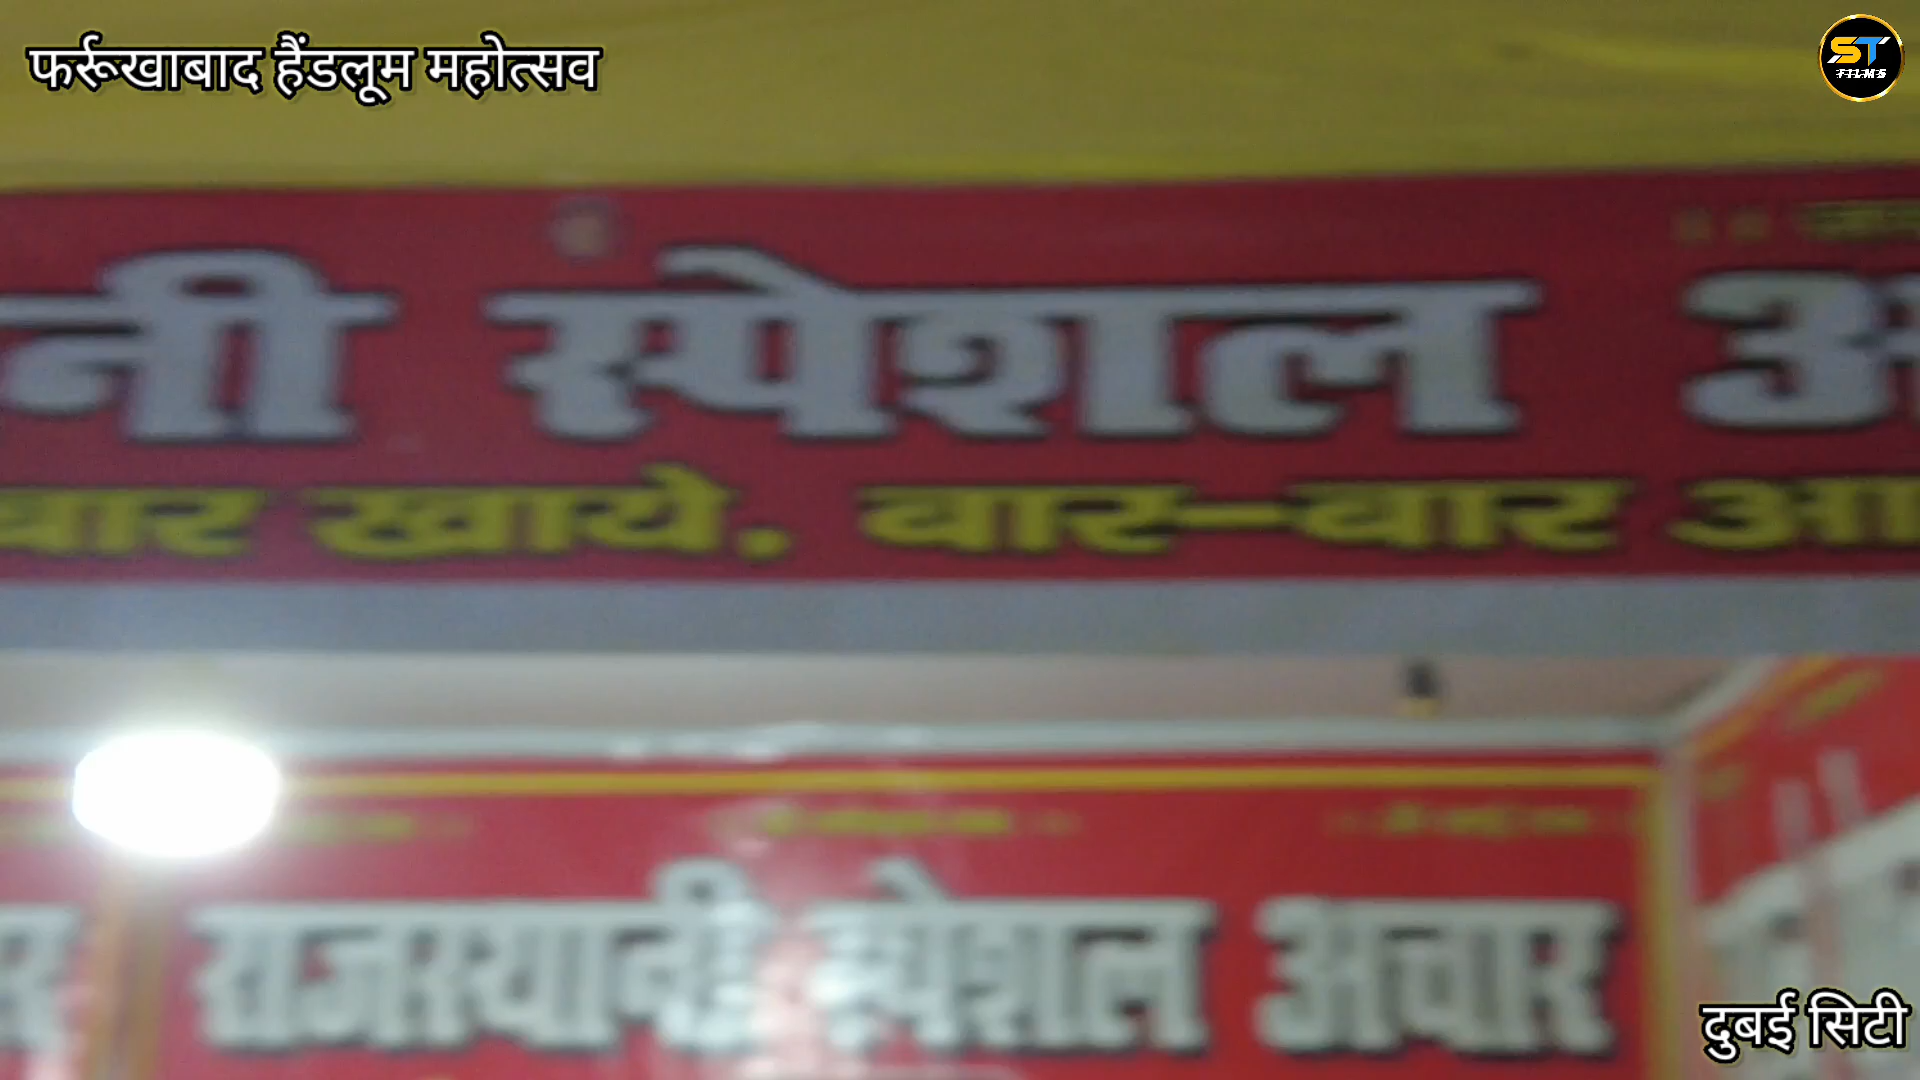 फर्रूखाबाद हैंडलूम महोत्सव
ST
FILMS
नी स्पेशल अ
बार खाये. बार-बार आ
राजस्थानी स्पेशल अचार
दुबई सिटी